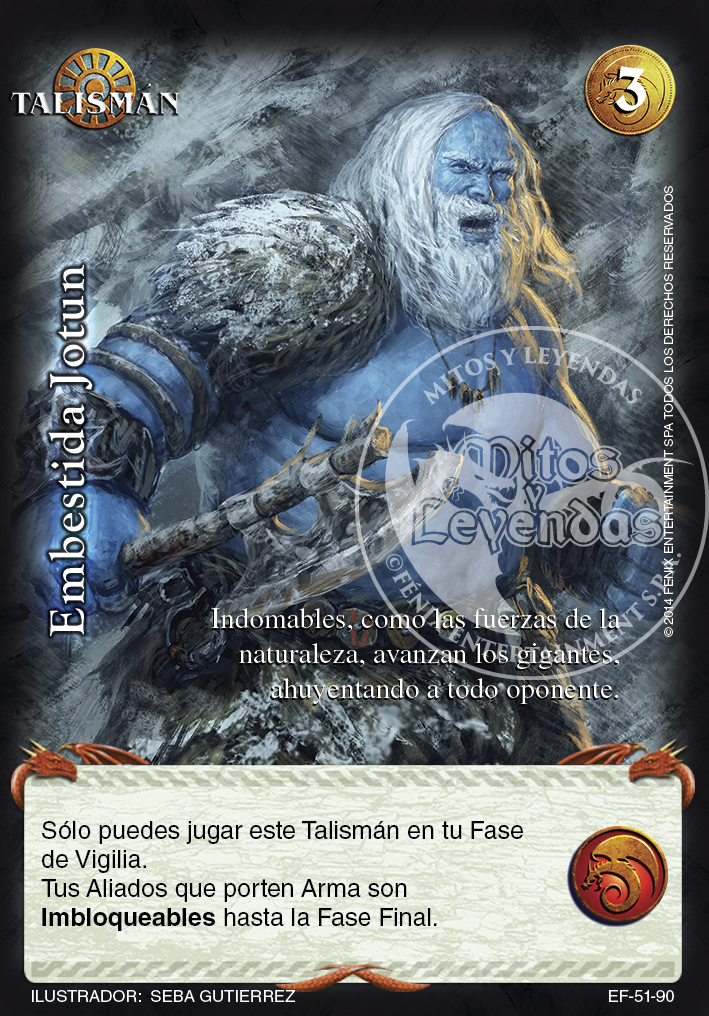 TALISMÁN
3
Embestida Jotun
© 2014 FENIX ENTERTAINMENT SPA TODOS LOS DERECHOS RESERVADOS
MITOS Y LEYENDAS
Mitos
y
Leyendas
© FÉNIX ENTERTAINMENT S.P.A.
Indomables, como las fuerzas de la
naturaleza, avanzan los gigantes,
ahuyentando a todo oponente.
Sólo puedes jugar este Talismán en tu Fase
de Vigilia.
Tus Aliados que porten Arma son
Imbloqueables hasta la Fase Final.
ILUSTRADOR: SEBA GUTIERREZ
EF-51-90